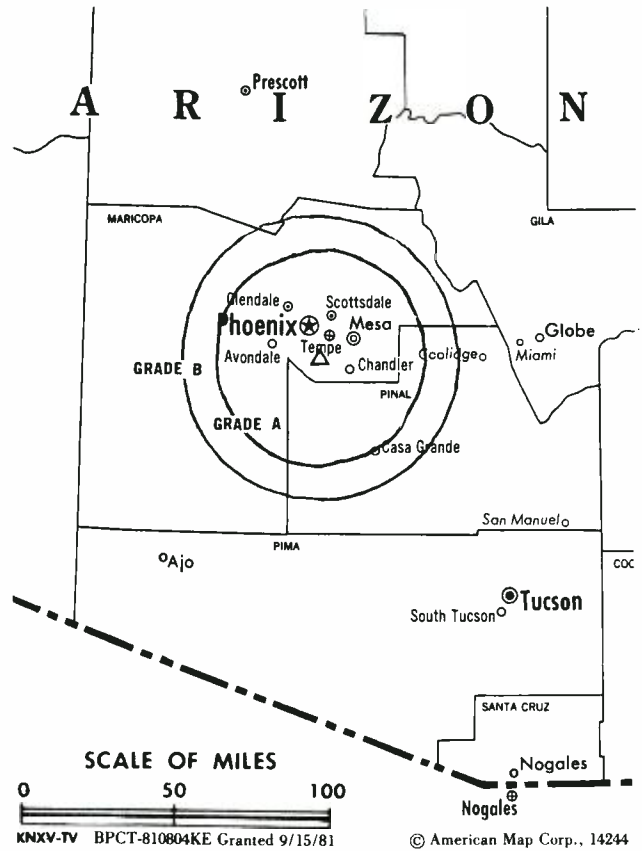 Prescott
A R I Z O N
MARICOPA
GILA
Glendale
Scottsdale
Phoenix
Mesa
Globe
Tempe
Avondale
Coolidge
Miami
GRADE B
Chandler
PINAL
GRADE A
Casa Grande
San Manuel
PIMA
Ajo
COC
Tucson
South Tucson
SANTA CRUZ
SCALE OF MILES
Nogales
0 50 100
Nogales
KNXV-TV BPCT-810804KE Granted 9/15/81
© American Map Corp., 14244